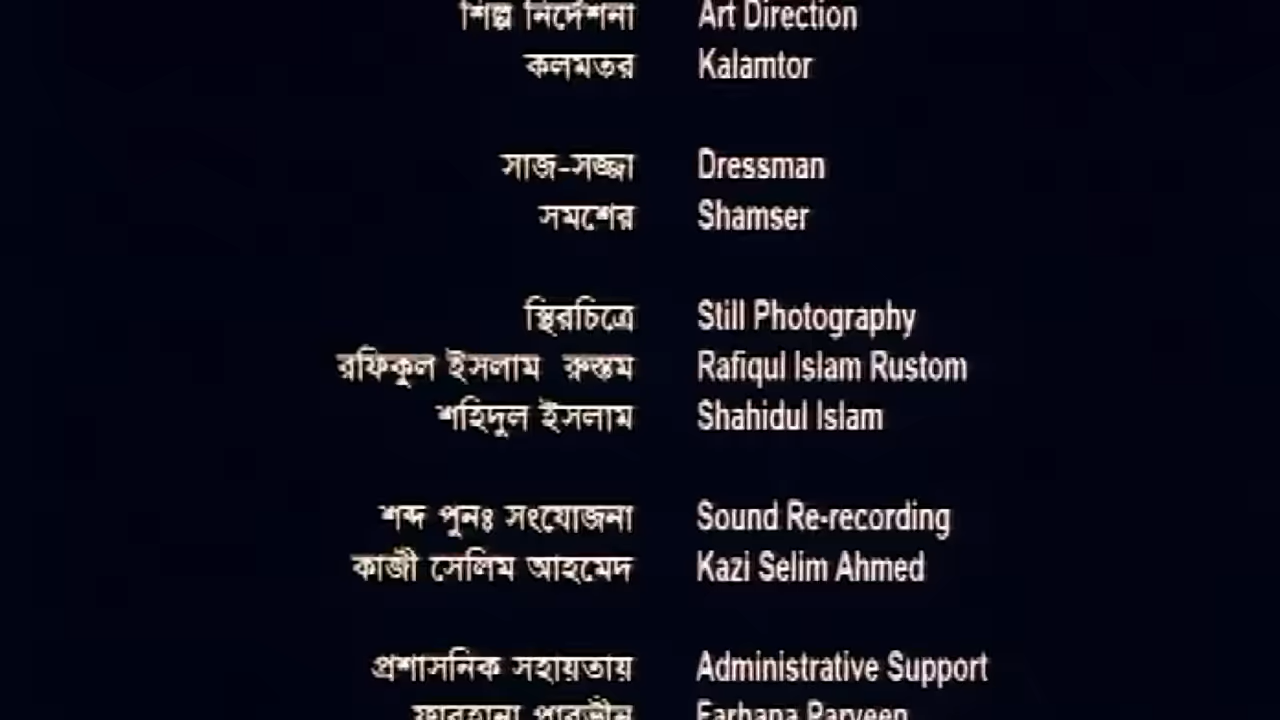 শিল্প নির্দেশনা Art Direction
কলমতর Kalamtor
সাজ-সজ্জা Dressman
সমশের Shamser
স্থিরচিত্রে Still Photography
রফিকুল ইসলাম রুস্তম Rafiqul Islam Rustom
শহিদুল ইসলাম Shahidul Islam
শব্দ পুনঃ সংযোজনা Sound Re-recording
কাজী সেলিম আহমেদ Kazi Selim Ahmed
প্রশাসনিক সহায়তায় Administrative Support
ফারহানা পারভীন Farhana Parveen